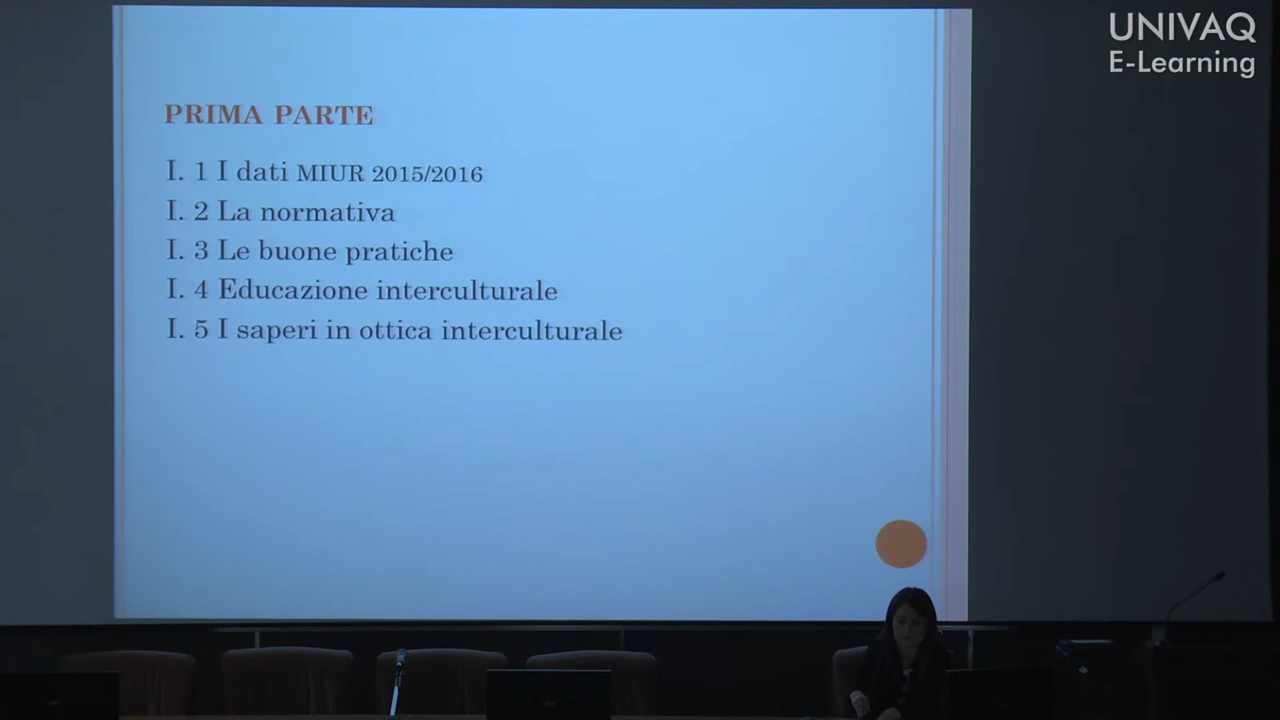 UNIVAQ
E-Learning
PRIMA PARTE
I. 1 I dati MIUR 2015/2016
I. 2 La normativa
I. 3 Le buone pratiche
I. 4 Educazione interculturale
I. 5 I saperi in ottica interculturale